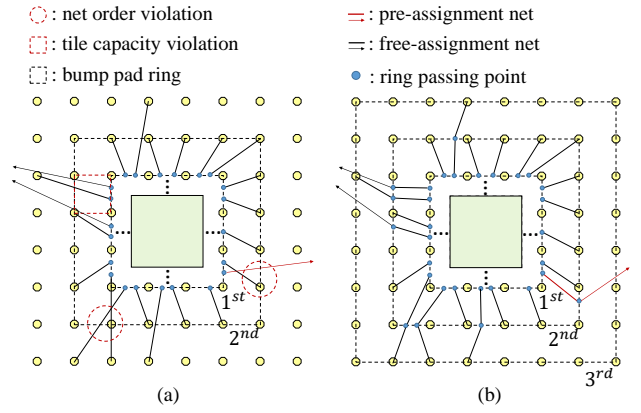 : net order violation
: tile capacity violation
: bump pad ring
: pre-assignment net
: free-assignment net
: ring passing point
1st
2nd
(a)
1st
2nd
3rd
(b)